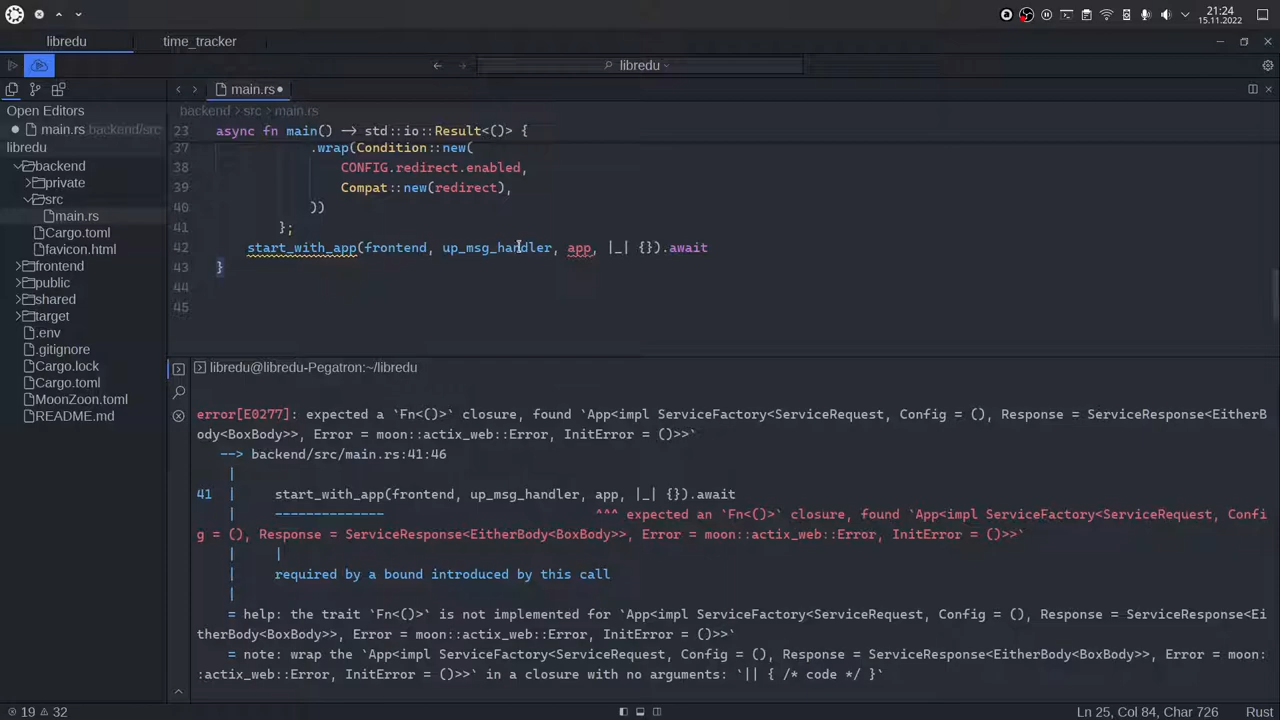 21:24
15.11.2022
libredu
time_tracker
libredu
main.rs
Open Editors
main.rs backend/src
libredu
backend
private
src
main.rs
Cargo.toml
favicon.html
frontend
public
shared
target
.env
.gitignore
Cargo.lock
Cargo.toml
MoonZoon.toml
README.md
backend › src › main.rs
23 async fn main() -> std::io::Result<()> {
37 .wrap(Condition::new(
38 CONFIG.redirect.enabled,
39 Compat::new(redirect),
40 ))
41 };
42 start_with_app(frontend, up_msg_handler, app, |_| {}).await
43 }
44
45
libredu@libredu-Pegatron:~/libredu
error[E0277]: expected a `Fn<()>` closure, found `App<impl ServiceFactory<ServiceRequest, Config = (), Response = ServiceResponse<EitherB
ody<BoxBody>>, Error = moon::actix_web::Error, InitError = ()>>`
--> backend/src/main.rs:41:46
|
41 | start_with_app(frontend, up_msg_handler, app, |_| {}).await
| -------------- ^^^ expected an `Fn<()>` closure, found `App<impl ServiceFactory<ServiceRequest, Confi
g = (), Response = ServiceResponse<EitherBody<BoxBody>>, Error = moon::actix_web::Error, InitError = ()>>`
| |
| required by a bound introduced by this call
|
= help: the trait `Fn<()>` is not implemented for `App<impl ServiceFactory<ServiceRequest, Config = (), Response = ServiceResponse<Ei
therBody<BoxBody>>, Error = moon::actix_web::Error, InitError = ()>>`
= note: wrap the `App<impl ServiceFactory<ServiceRequest, Config = (), Response = ServiceResponse<EitherBody<BoxBody>>, Error = moon:
:actix_web::Error, InitError = ()>>` in a closure with no arguments: `|| { /* code */ }`
19 32
Ln 25, Col 84, Char 726
Rust